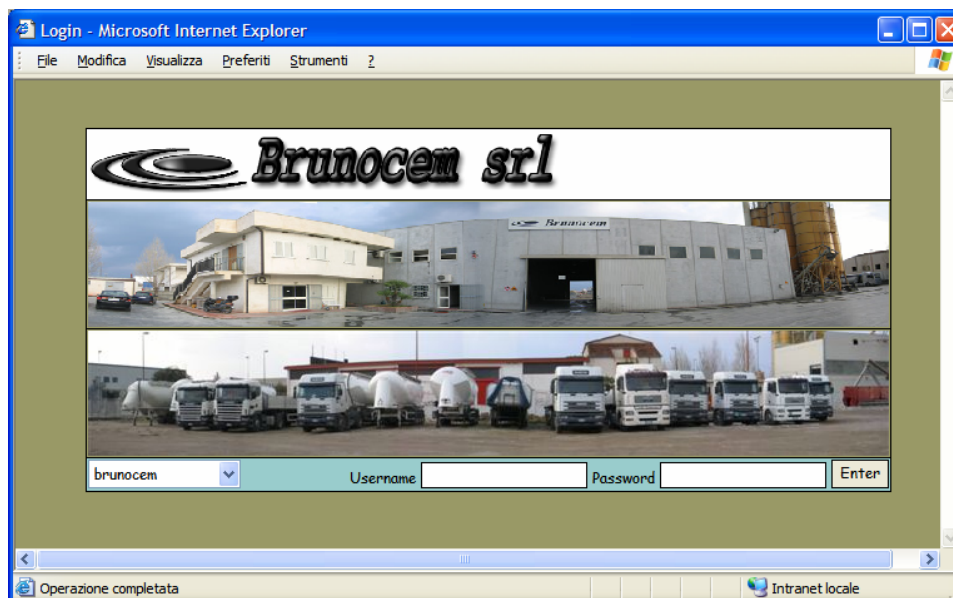 Login - Microsoft Internet Explorer
File Modifica Visualizza Preferiti Strumenti ?
Brunocem srl
Brunocem
brunocem Username Password Enter
Operazione completata Intranet locale